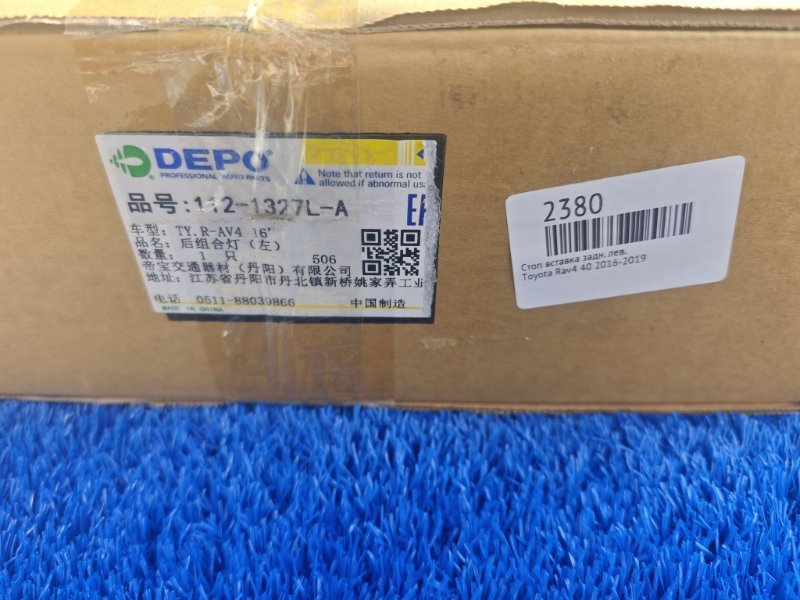 DEPO
PROFESSIONAL AUTO PARTS
Note that return is not
allowed if abnormal
品号:112-1327L-A
车型: TY.R-AV4 16'
品名: 后组合灯 (左)
数量: 1 只 506
帝宝交通器材 (丹阳) 有限公司
地址: 江苏省丹阳市丹北镇新桥姚家弄工业
电话 0511-88039866 中国制造
MADE IN CHINA
2380
Стоп вставка задн.лев.
Toyota Rav4 40 2016-2019